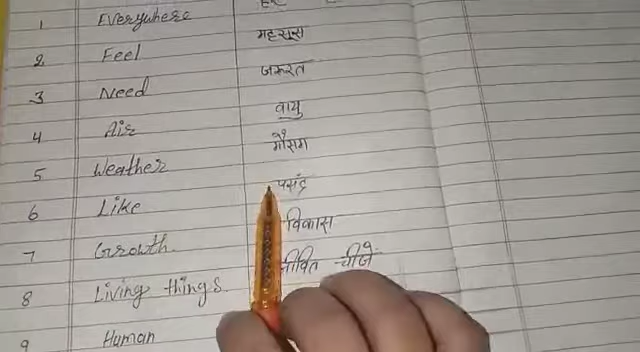 1 Everywhere हर
2 Feel महसूस
3 Need जरूरत
4 Air वायु
5 Weather मौसम
6 Like पसंद
7 Growth विकास
8 Living things जीवित चीजें
9 Human